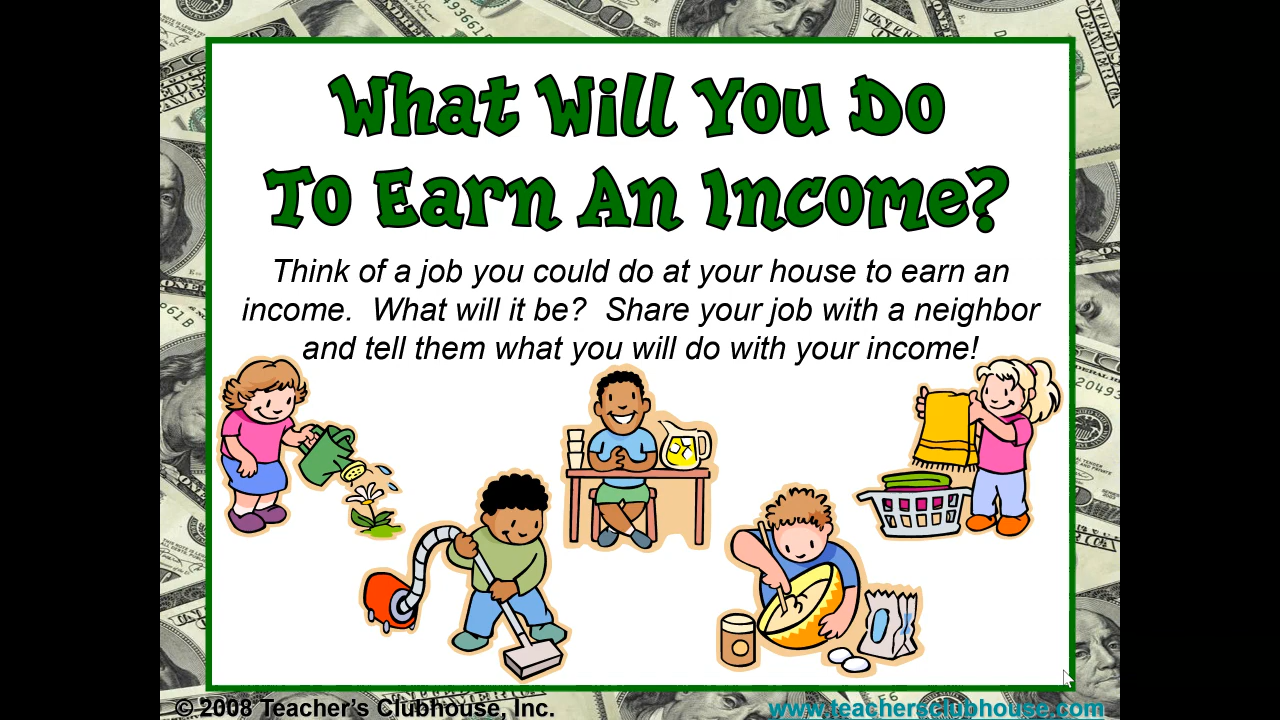 What Will You Do
To Earn An Income?
Think of a job you could do at your house to earn an
income.  What will it be?  Share your job with a neighbor
and tell them what you will do with your income!
© 2008 Teacher's Clubhouse, Inc.
www.teachersclubhouse.com